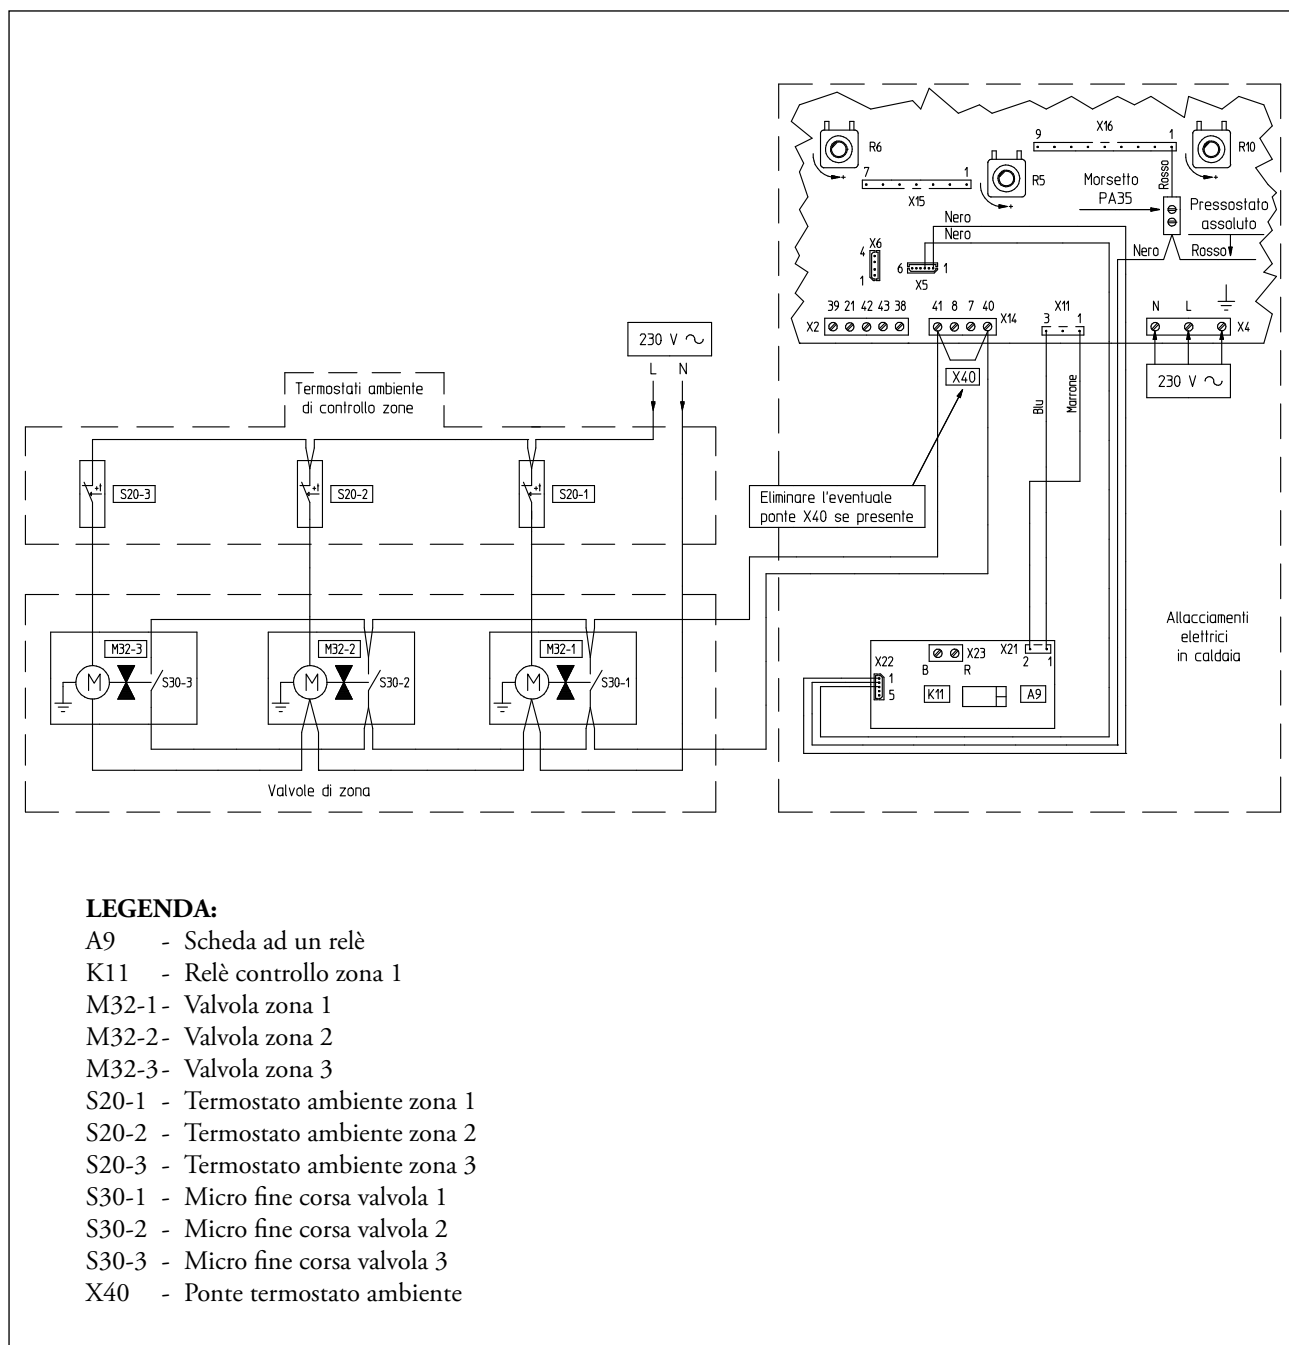 R6
7
1
X15
R5
9
X16
1
R10
Rosso
Morsetto
PA35
Pressostato
assoluto
Nero
Nero
Nero
Rosso
4
X6
1
6
1
X5
39 21 42 43 38
X2
41 8 7 40
X14
X11
3
1
N
L
X4
230 V ~
X40
Blu
Marrone
230 V ~
L
N
Termostati ambiente
di controllo zone
S20-3
S20-2
S20-1
Eliminare l'eventuale
ponte X40 se presente
M32-3
M
S30-3
M32-2
M
S30-2
M32-1
M
S30-1
Valvole di zona
Allacciamenti
elettrici
in caldaia
X22
1
5
B
R
X23
X21
2
1
K11
A9
LEGENDA:
A9 - Scheda ad un relè
K11 - Relè controllo zona 1
M32-1 - Valvola zona 1
M32-2 - Valvola zona 2
M32-3 - Valvola zona 3
S20-1 - Termostato ambiente zona 1
S20-2 - Termostato ambiente zona 2
S20-3 - Termostato ambiente zona 3
S30-1 - Micro fine corsa valvola 1
S30-2 - Micro fine corsa valvola 2
S30-3 - Micro fine corsa valvola 3
X40 - Ponte termostato ambiente